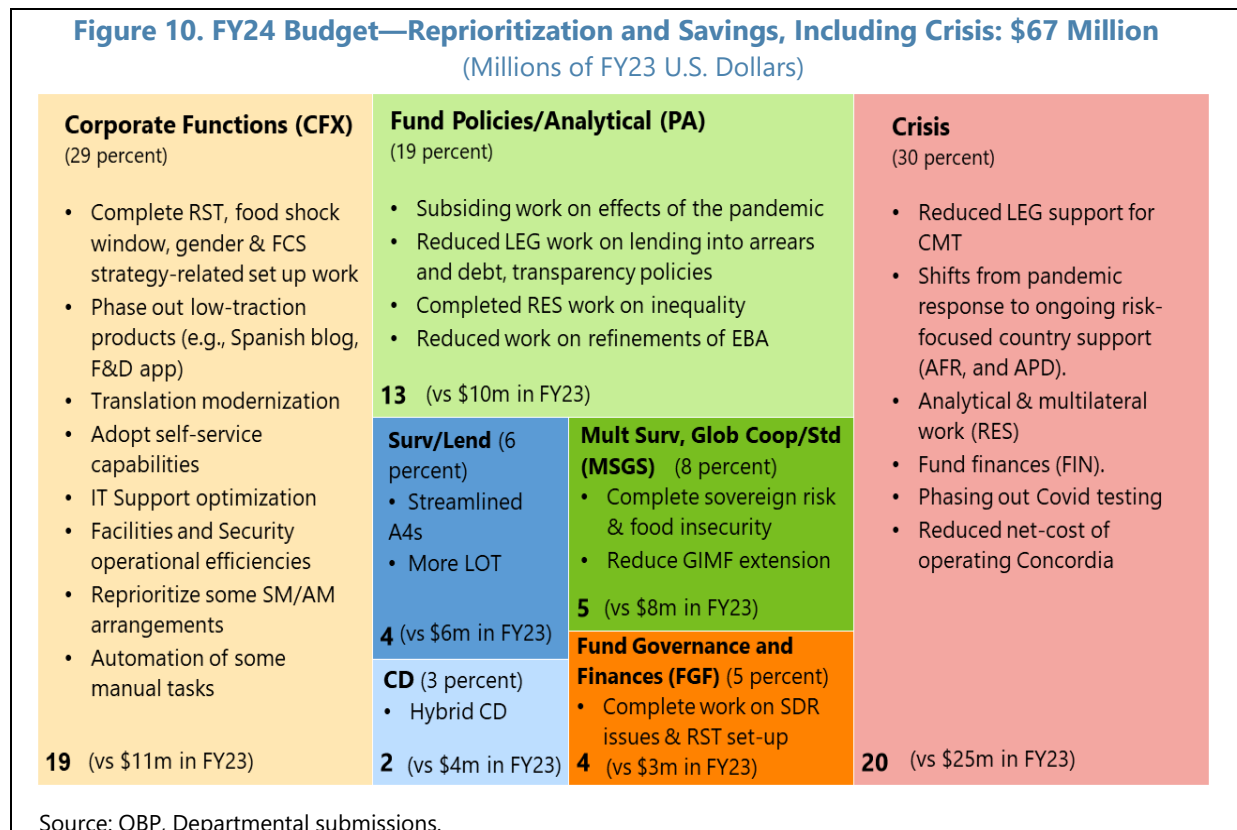 Figure 10. FY24 Budget—Reprioritization and Savings, Including Crisis: $67 Million
(Millions of FY23 U.S. Dollars)
Corporate Functions (CFX)
(29 percent)
• Complete RST, food shock
window, gender & FCS
strategy-related set up work
• Phase out low-traction
products (e.g., Spanish blog,
F&D app)
• Translation modernization
• Adopt self-service
capabilities
• IT Support optimization
• Facilities and Security
operational efficiencies
• Reprioritize some SM/AM
arrangements
• Automation of some
manual tasks
19 (vs $11m in FY23)
Fund Policies/Analytical (PA)
(19 percent)
• Subsiding work on effects of the pandemic
• Reduced LEG work on lending into arrears
and debt, transparency policies
• Completed RES work on inequality
• Reduced work on refinements of EBA
13 (vs $10m in FY23)
Surv/Lend (6
percent)
• Streamlined
A4s
• More LOT
4 (vs $6m in FY23)
CD (3 percent)
• Hybrid CD
2 (vs $4m in FY23)
Mult Surv, Glob Coop/Std
(MSGS) (8 percent)
• Complete sovereign risk
& food insecurity
• Reduce GIMF extension
5 (vs $8m in FY23)
Fund Governance and
Finances (FGF) (5 percent)
• Complete work on SDR
issues & RST set-up
4 (vs $3m in FY23)
Crisis
(30 percent)
• Reduced LEG support for
CMT
• Shifts from pandemic
response to ongoing risk-
focused country support
(AFR, and APD).
• Analytical & multilateral
work (RES)
• Fund finances (FIN).
• Phasing out Covid testing
• Reduced net-cost of
operating Concordia
20 (vs $25m in FY23)
Source: OBP, Departmental submissions.